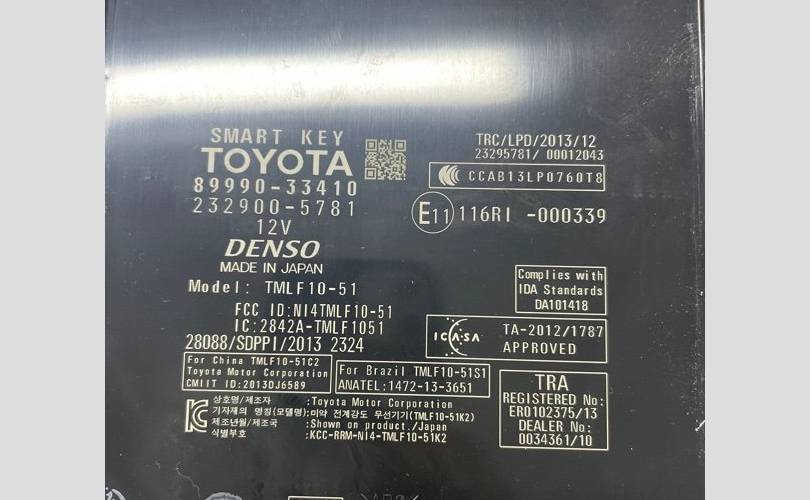 SMART KEY
TOYOTA
89990-33410
232900-5781
12V
DENSO
MADE IN JAPAN
Model: TMLF10-51
FCC ID:NI4TMLF10-51
IC:2842A-TMLF1051
28088/SDPPI/2013 2324
TRC/LPD/2013/12
23295781/ 00012043
CCAB13LP0760T8
E11 116RI -000339
Complies with
IDA Standards
DA101418
ICASA
TA-2012/1787
APPROVED
For China TMLF10-51C2
Toyota Motor Corporation
CMIIT ID:2013DJ6589
For Brazil TMLF10-51S1
ANATEL:1472-13-3651
TRA
REGISTERED No:
ER0102375/13
DEALER No:
0034361/10
상호명/제조자 :Toyota Motor Corporation
기자재의 명칭(모델명):미약 전계강도 무선기기(TMLF10-51K2)
제조년월/제조국 :Shown on product./Japan
식별부호 :KCC-RRM-NI4-TMLF10-51K2